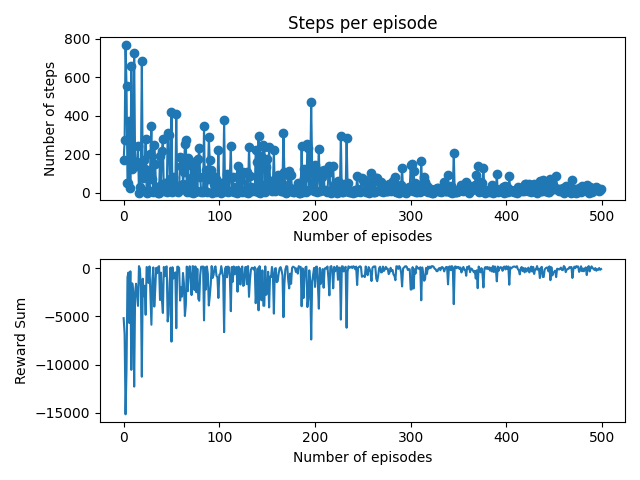 Steps per episode
Number of steps
800
600
400
200
0
0 100 200 300 400 500
Number of episodes
Reward Sum
0
−5000
−10000
−15000
0 100 200 300 400 500
Number of episodes